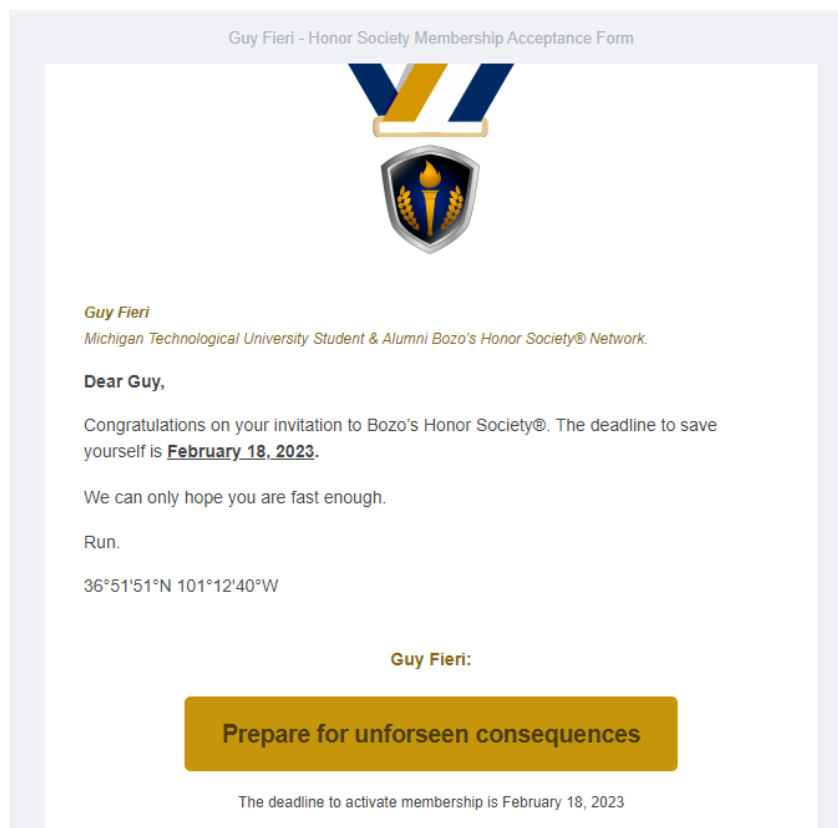 Guy Fieri - Honor Society Membership Acceptance Form
Guy Fieri
Michigan Technological University Student & Alumni Bozo's Honor Society® Network.
Dear Guy,
Congratulations on your invitation to Bozo's Honor Society®. The deadline to save
yourself is February 18, 2023.
We can only hope you are fast enough.
Run.
36°51'51°N 101°12'40°W
Guy Fieri:
Prepare for unforseen consequences
The deadline to activate membership is February 18, 2023